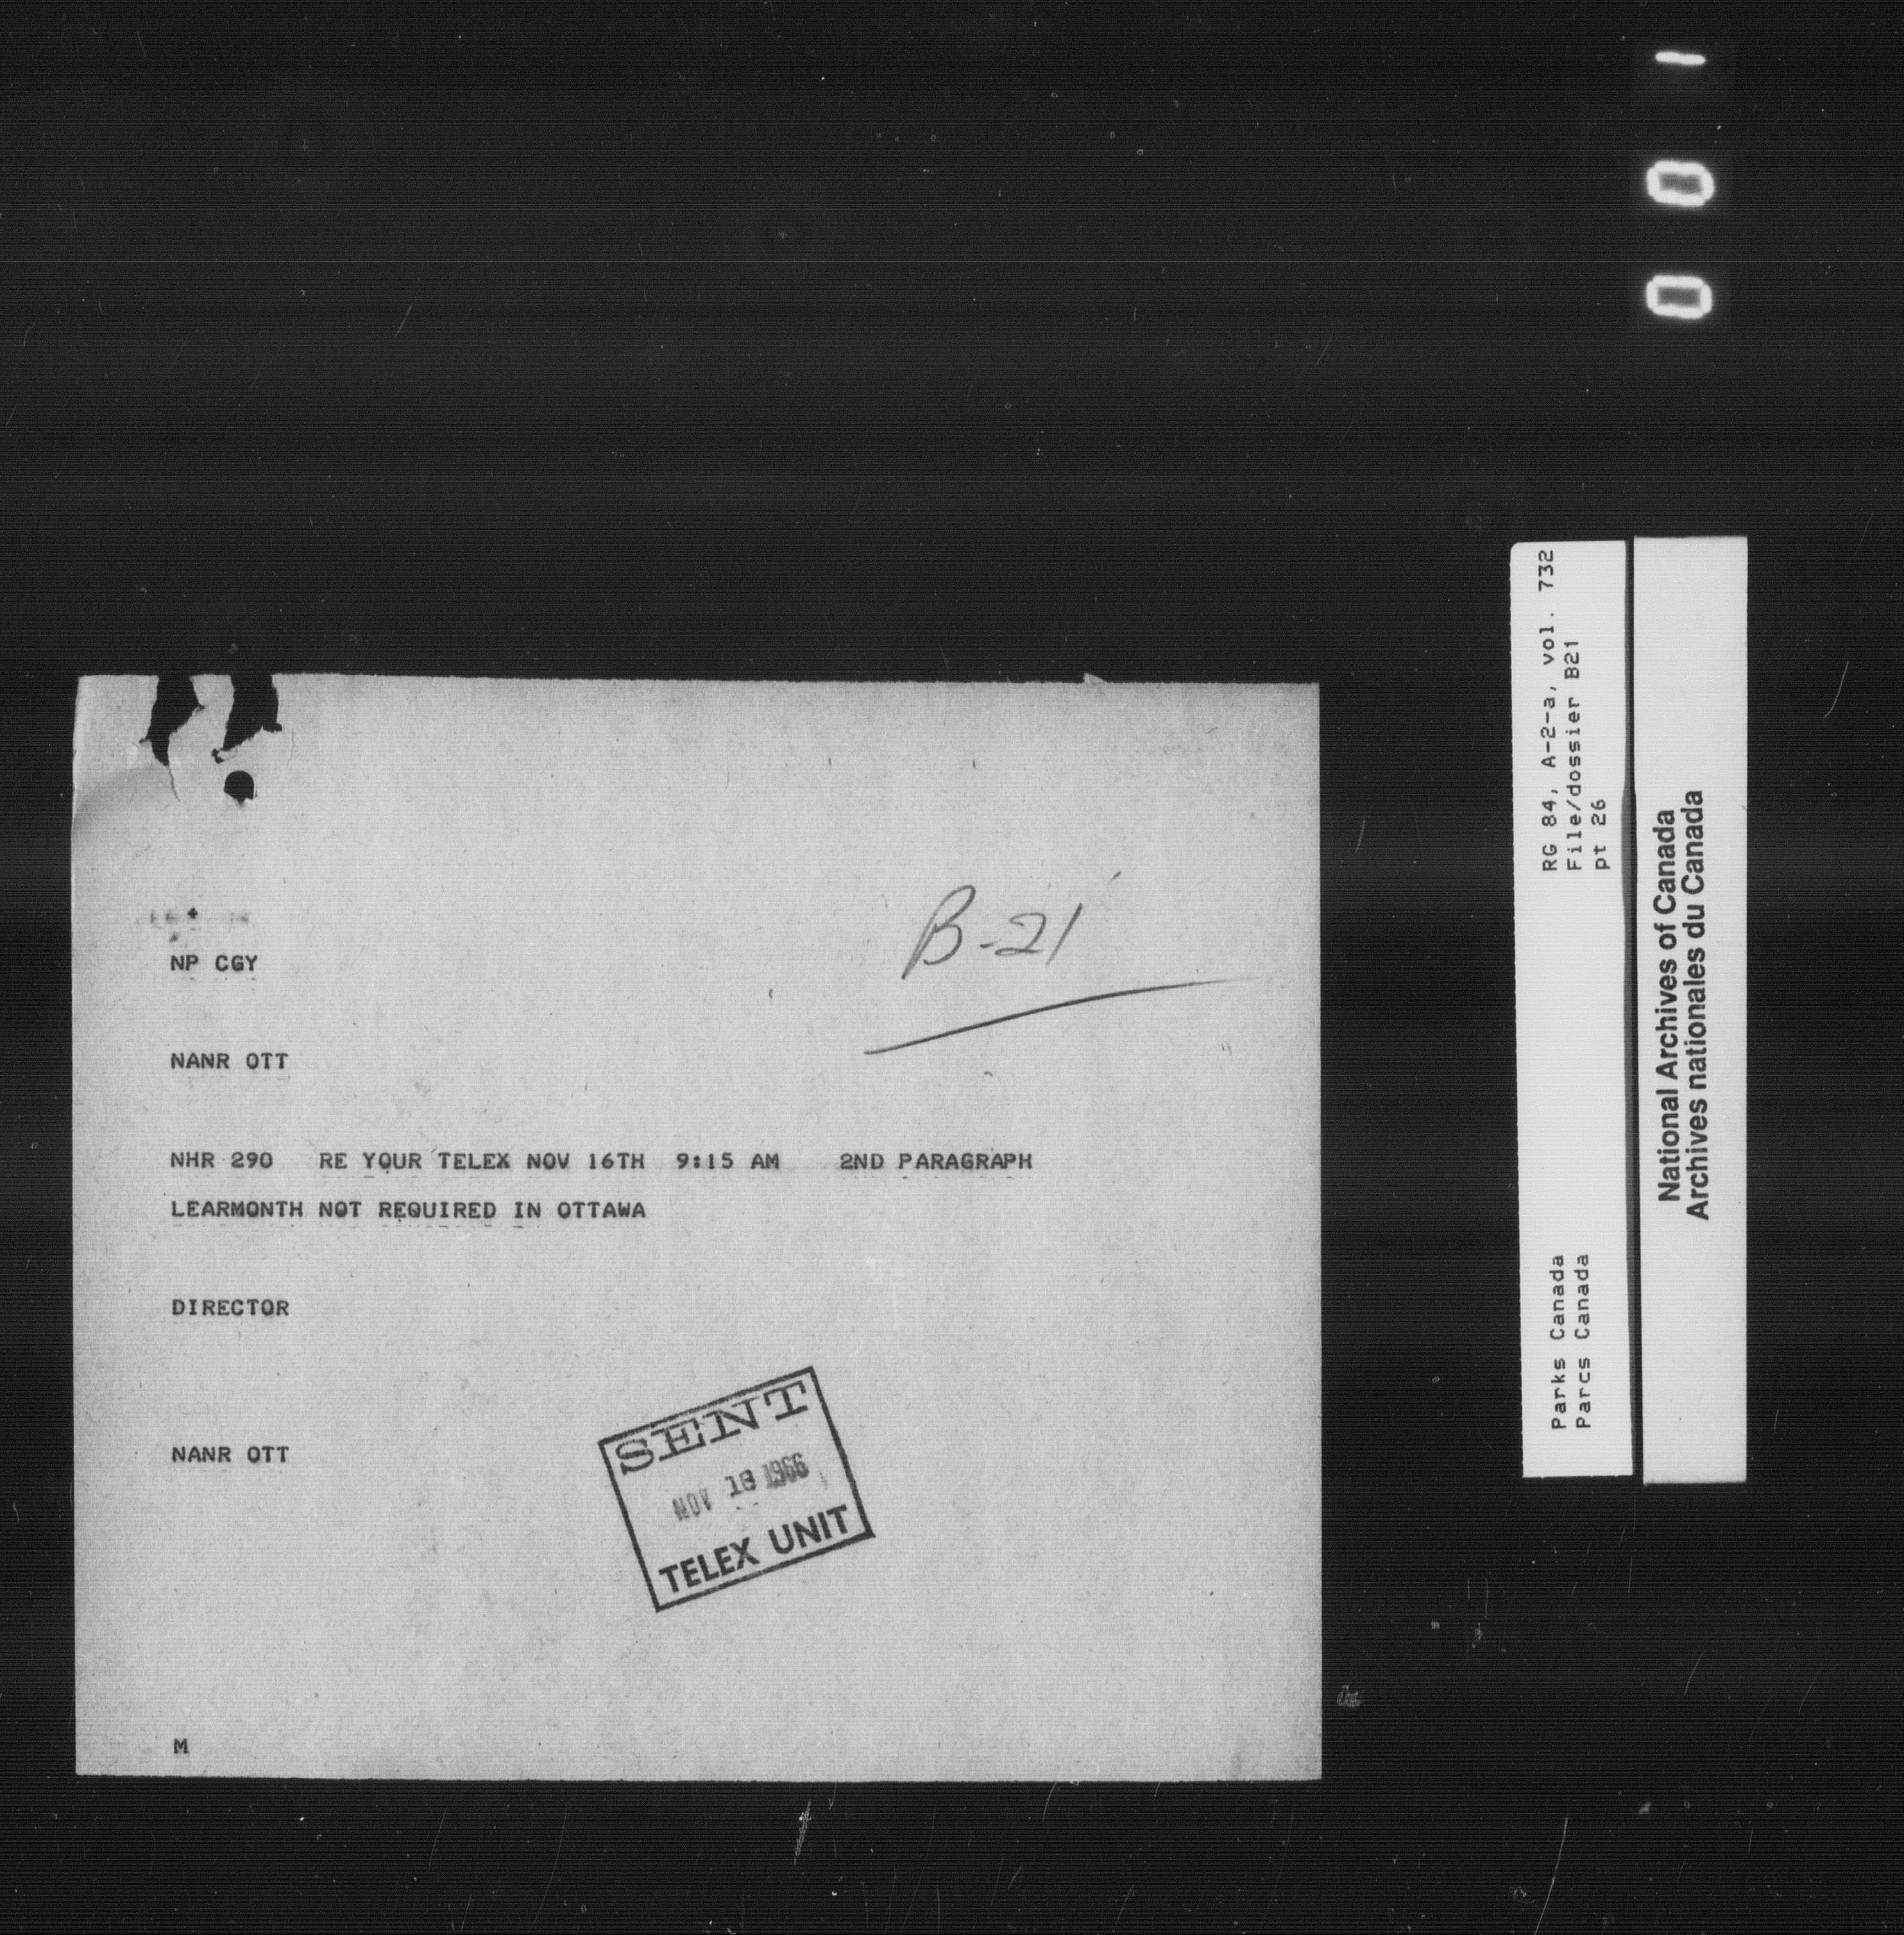 NP CGY
B-21
NANR OTT
NHR 290 RE YOUR TELEX NOV 16TH 9:15 AM 2ND PARAGRAPH
LEARMONTH NOT REQUIRED IN OTTAWA
DIRECTOR
NANR OTT
SENT
NOV 18 1966
TELEX UNIT
M
RG 84, A-2-a, vol. 732
File/dossier B21
pt 26
Parks Canada
Parcs Canada
National Archives of Canada
Archives nationales du Canada
001